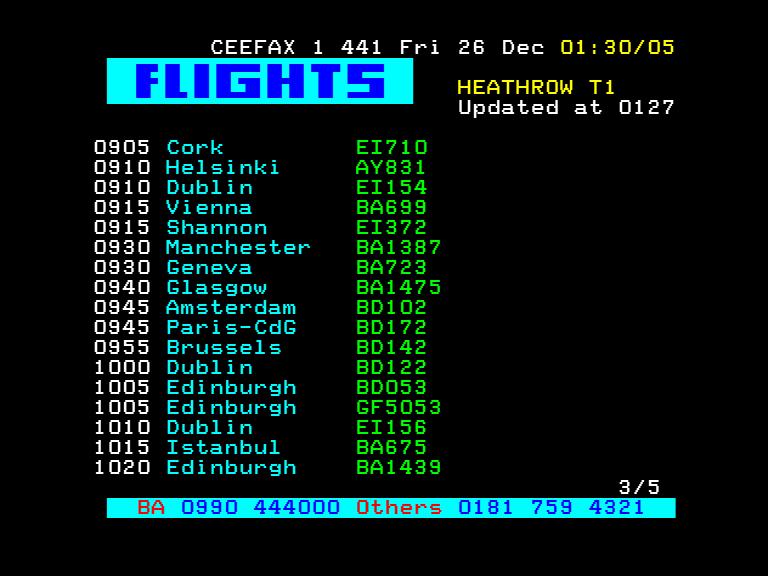 CEEFAX 1 441 Fri 26 Dec 01:30/05
FLIGHTS
HEATHROW T1
Updated at 0127
0905 Cork EI710
0910 Helsinki AY831
0910 Dublin EI154
0915 Vienna BA699
0915 Shannon EI372
0930 Manchester BA1387
0930 Geneva BA723
0940 Glasgow BA1475
0945 Amsterdam BD102
0945 Paris-CdG BD172
0955 Brussels BD142
1000 Dublin BD122
1005 Edinburgh BD053
1005 Edinburgh GF5053
1010 Dublin EI156
1015 Istanbul BA675
1020 Edinburgh BA1439
3/5
BA 0990 444000 Others 0181 759 4321